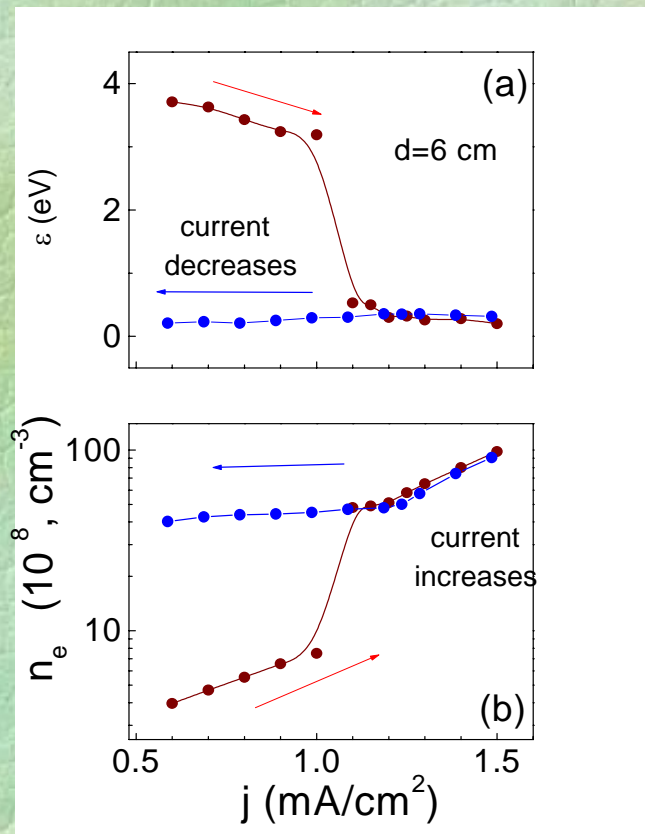 (a)
4
d=6 cm
ε (eV)
2
current
decreases
0
(b)
100
n_e (10^8, cm^-3)
current
increases
10
0.5 1.0 1.5
j (mA/cm^2)